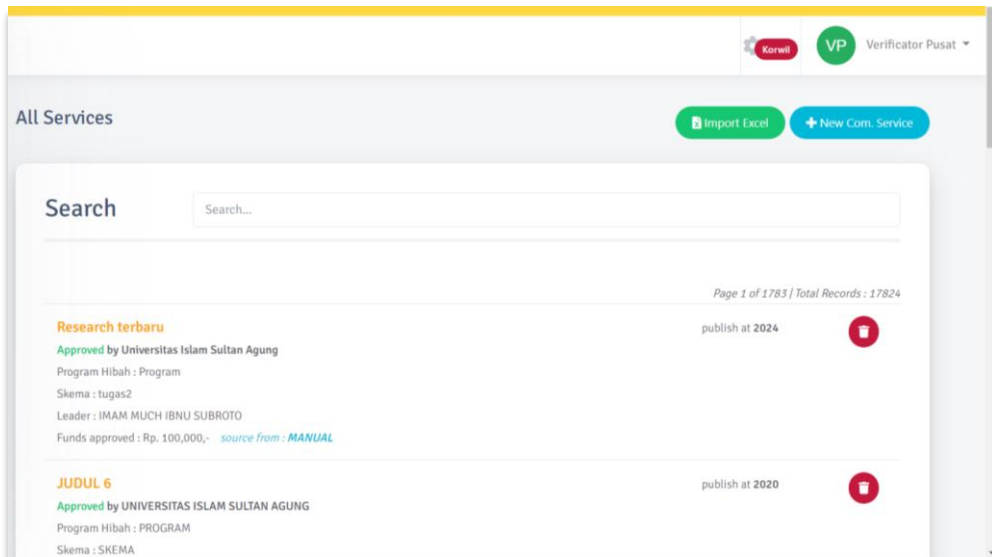 Korwil
VP
Verificator Pusat
All Services
Import Excel
+ New Com. Service
Search
Search...
Page 1 of 1783 | Total Records : 17824
Research terbaru
publish at 2024
Approved by Universitas Islam Sultan Agung
Program Hibah : Program
Skema : tugas2
Leader : IMAM MUCH IBNU SUBROTO
Funds approved : Rp. 100,000,- source from : MANUAL
JUDUL 6
publish at 2020
Approved by UNIVERSITAS ISLAM SULTAN AGUNG
Program Hibah : PROGRAM
Skema : SKEMA